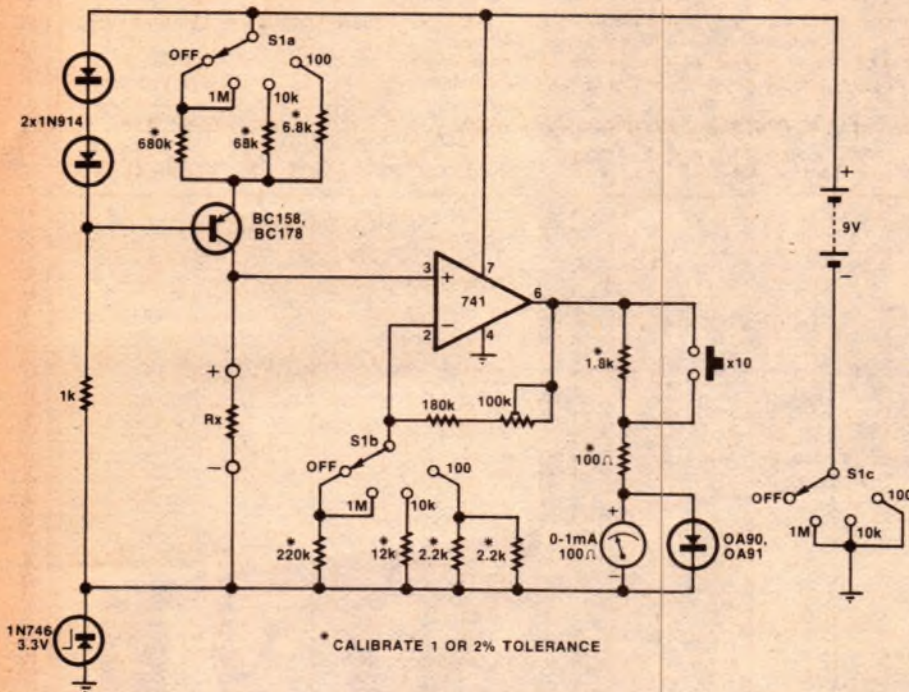 S1a
OFF
100
1M
10k
2x1N914
*
680k
*
68k
*
6.8k
BC158,
BC178
+
9V
-
3
+
7
741
6
2
-
4
*
1.8k
x10
1k
+
Rx
-
180k
100k
*
100Ω
S1b
OFF
100
1M
10k
S1c
OFF
100
1M
10k
*
220k
*
12k
*
2.2k
*
2.2k
+
0-1mA
100Ω
-
OA90,
OA91
1N746
3.3V
* CALIBRATE 1 OR 2% TOLERANCE